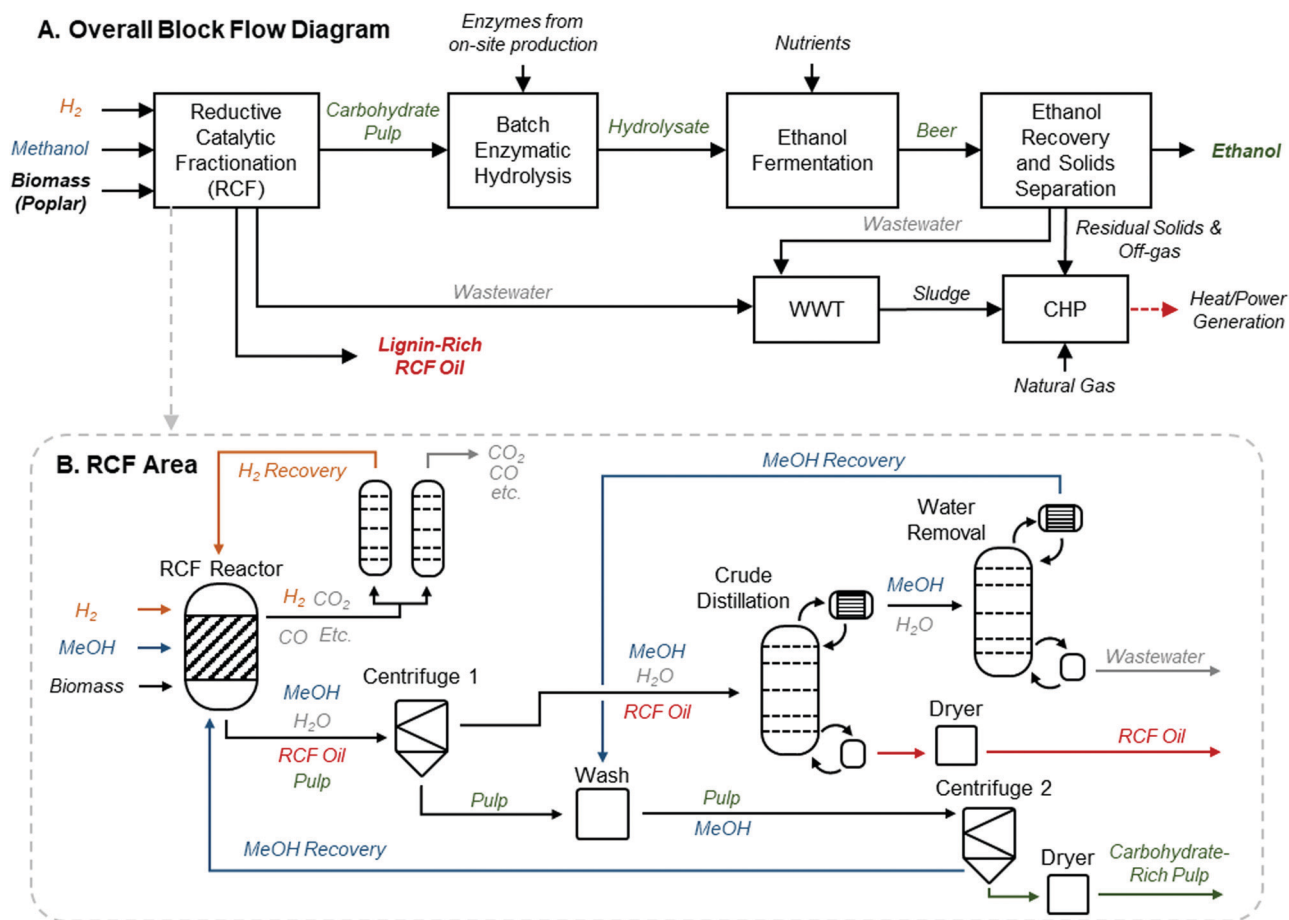 A. Overall Block Flow Diagram
Enzymes from
on-site production
Nutrients
H2
Methanol
Biomass
(Poplar)
Reductive
Catalytic
Fractionation
(RCF)
Carbohydrate
Pulp
Batch
Enzymatic
Hydrolysis
Hydrolysate
Ethanol
Fermentation
Beer
Ethanol
Recovery
and Solids
Separation
Ethanol
Wastewater
Residual Solids &
Off-gas
Wastewater
WWT
Sludge
CHP
Heat/Power
Generation
Lignin-Rich
RCF Oil
Natural Gas
B. RCF Area
H2 Recovery
CO2
CO
etc.
MeOH Recovery
Water
Removal
RCF Reactor
Crude
Distillation
MeOH
H2O
H2
MeOH
Biomass
H2 CO2
CO Etc.
Centrifuge 1
MeOH
H2O
RCF Oil
Wastewater
MeOH
H2O
RCF Oil
Pulp
Dryer
RCF Oil
Wash
Pulp
Pulp
MeOH
Centrifuge 2
MeOH Recovery
Dryer
Carbohydrate-
Rich Pulp